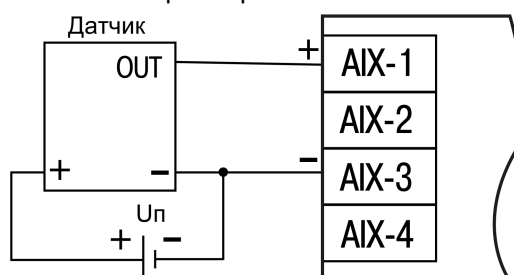 Датчик
OUT
+
–
+
–
Uп
+
–
AIX-1
AIX-2
AIX-3
AIX-4